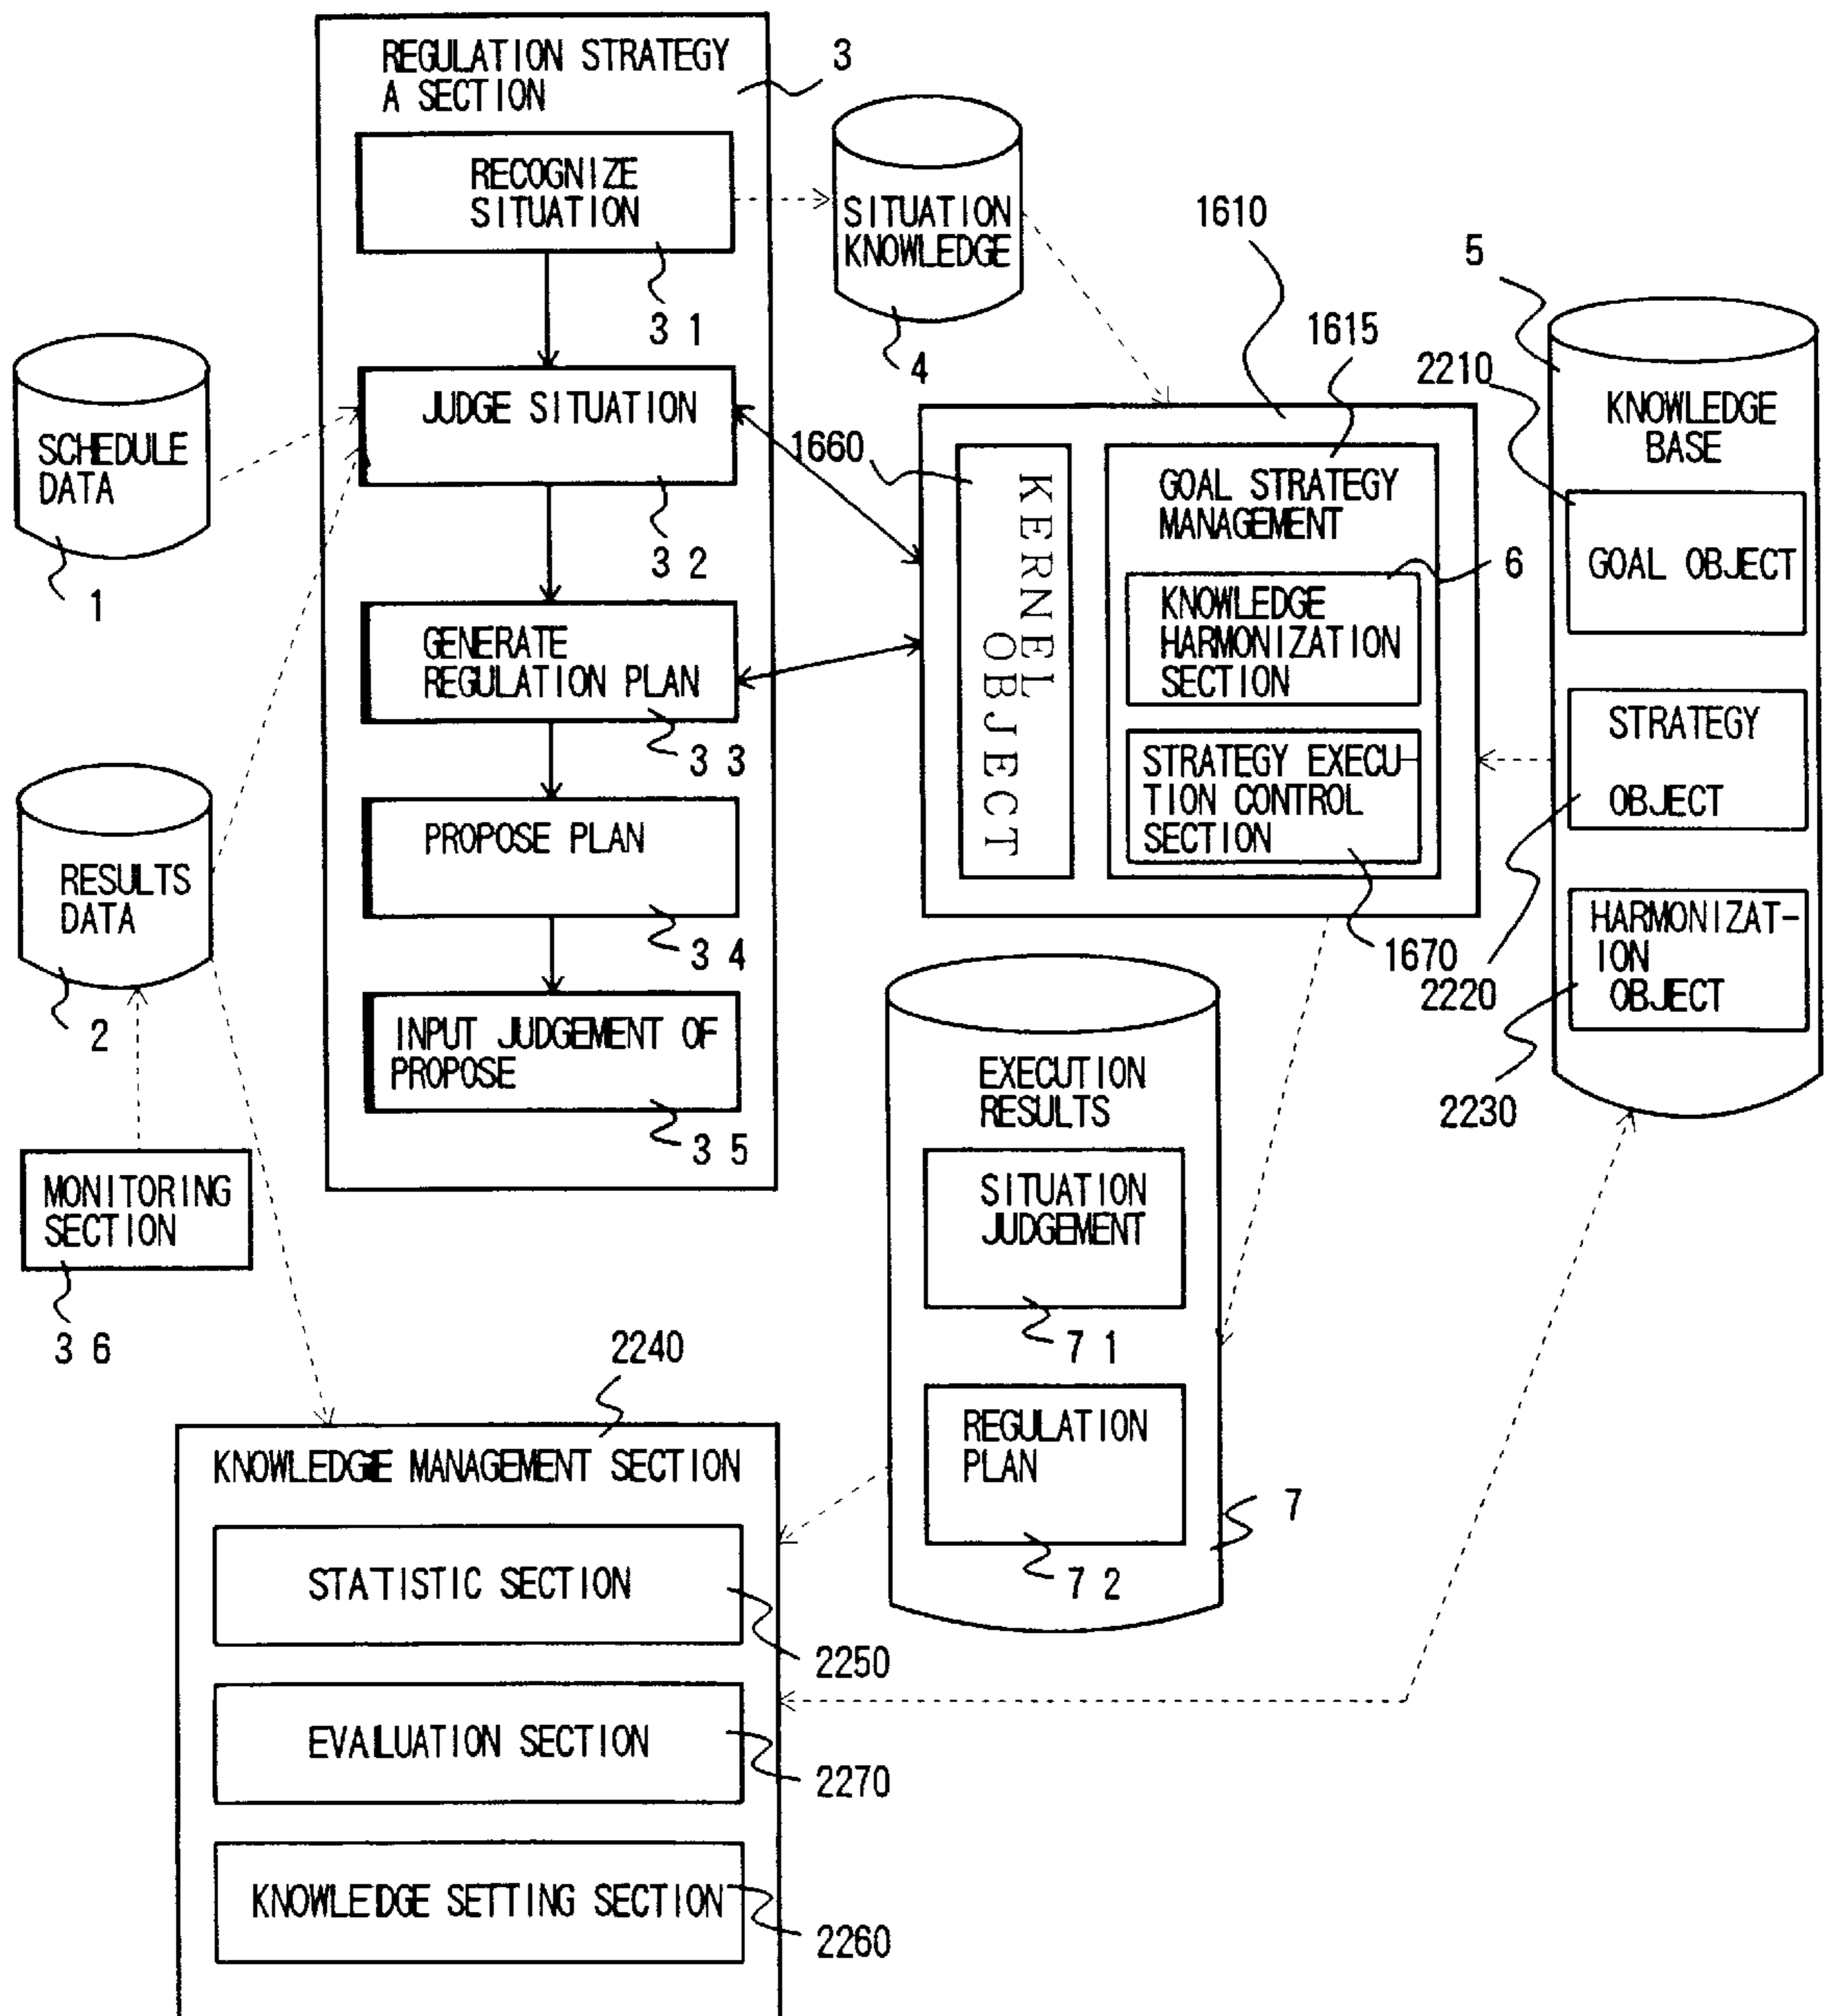 REGULATION STRATEGY
A SECTION
3
RECOGNIZE
SITUATION
31
SITUATION
KNOWLEDGE
4
JUDGE SITUATION
32
SCHEDULE
DATA
1
GENERATE
REGULATION PLAN
33
PROPOSE PLAN
34
INPUT JUDGEMENT OF
PROPOSE
35
RESULTS
DATA
2
MONITORING
SECTION
36
1610
1615
1660
KERNEL
OBJECT
GOAL STRATEGY
MANAGEMENT
6
KNOWLEDGE
HARMONIZATION
SECTION
STRATEGY EXECU-
TION CONTROL
SECTION
1670
5
KNOWLEDGE
BASE
2210
GOAL OBJECT
STRATEGY
OBJECT
2220
HARMONIZAT-
ION
OBJECT
2230
EXECUTION
RESULTS
SITUATION
JUDGEMENT
71
REGULATION
PLAN
72
7
2240
KNOWLEDGE MANAGEMENT SECTION
STATISTIC SECTION
2250
EVALUATION SECTION
2270
KNOWLEDGE SETTING SECTION
2260